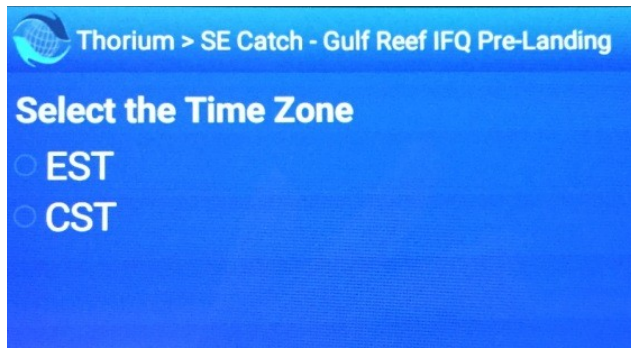 Thorium > SE Catch - Gulf Reef IFQ Pre-Landing
Select the Time Zone
EST
CST